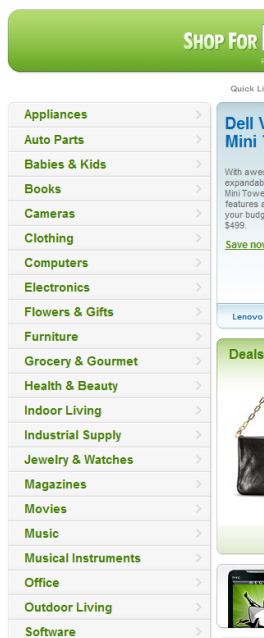 SHOP FOR
Quick Li
Appliances
Auto Parts
Babies & Kids
Books
Cameras
Clothing
Computers
Electronics
Flowers & Gifts
Furniture
Grocery & Gourmet
Health & Beauty
Indoor Living
Industrial Supply
Jewelry & Watches
Magazines
Movies
Music
Musical Instruments
Office
Outdoor Living
Software
Dell V
Mini
With awes
expandab
Mini Towe
features a
your budg
$499.
Save now
Lenovo
Deals